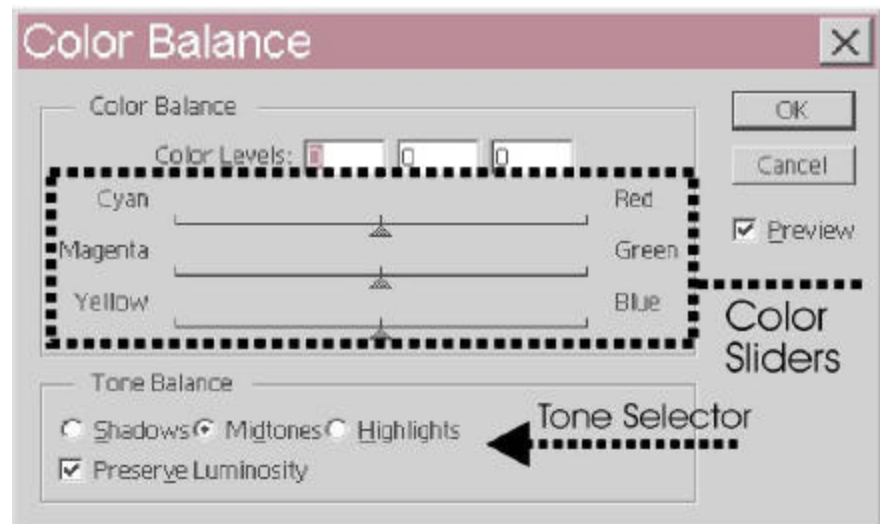 Color Balance
Color Balance
OK
Color Levels: 0 0 0
Cancel
Cyan Red
Preview
Magenta Green
Yellow Blue
Color
Sliders
Tone Balance
Tone Selector
Shadows Midtones Highlights
Preserve Luminosity